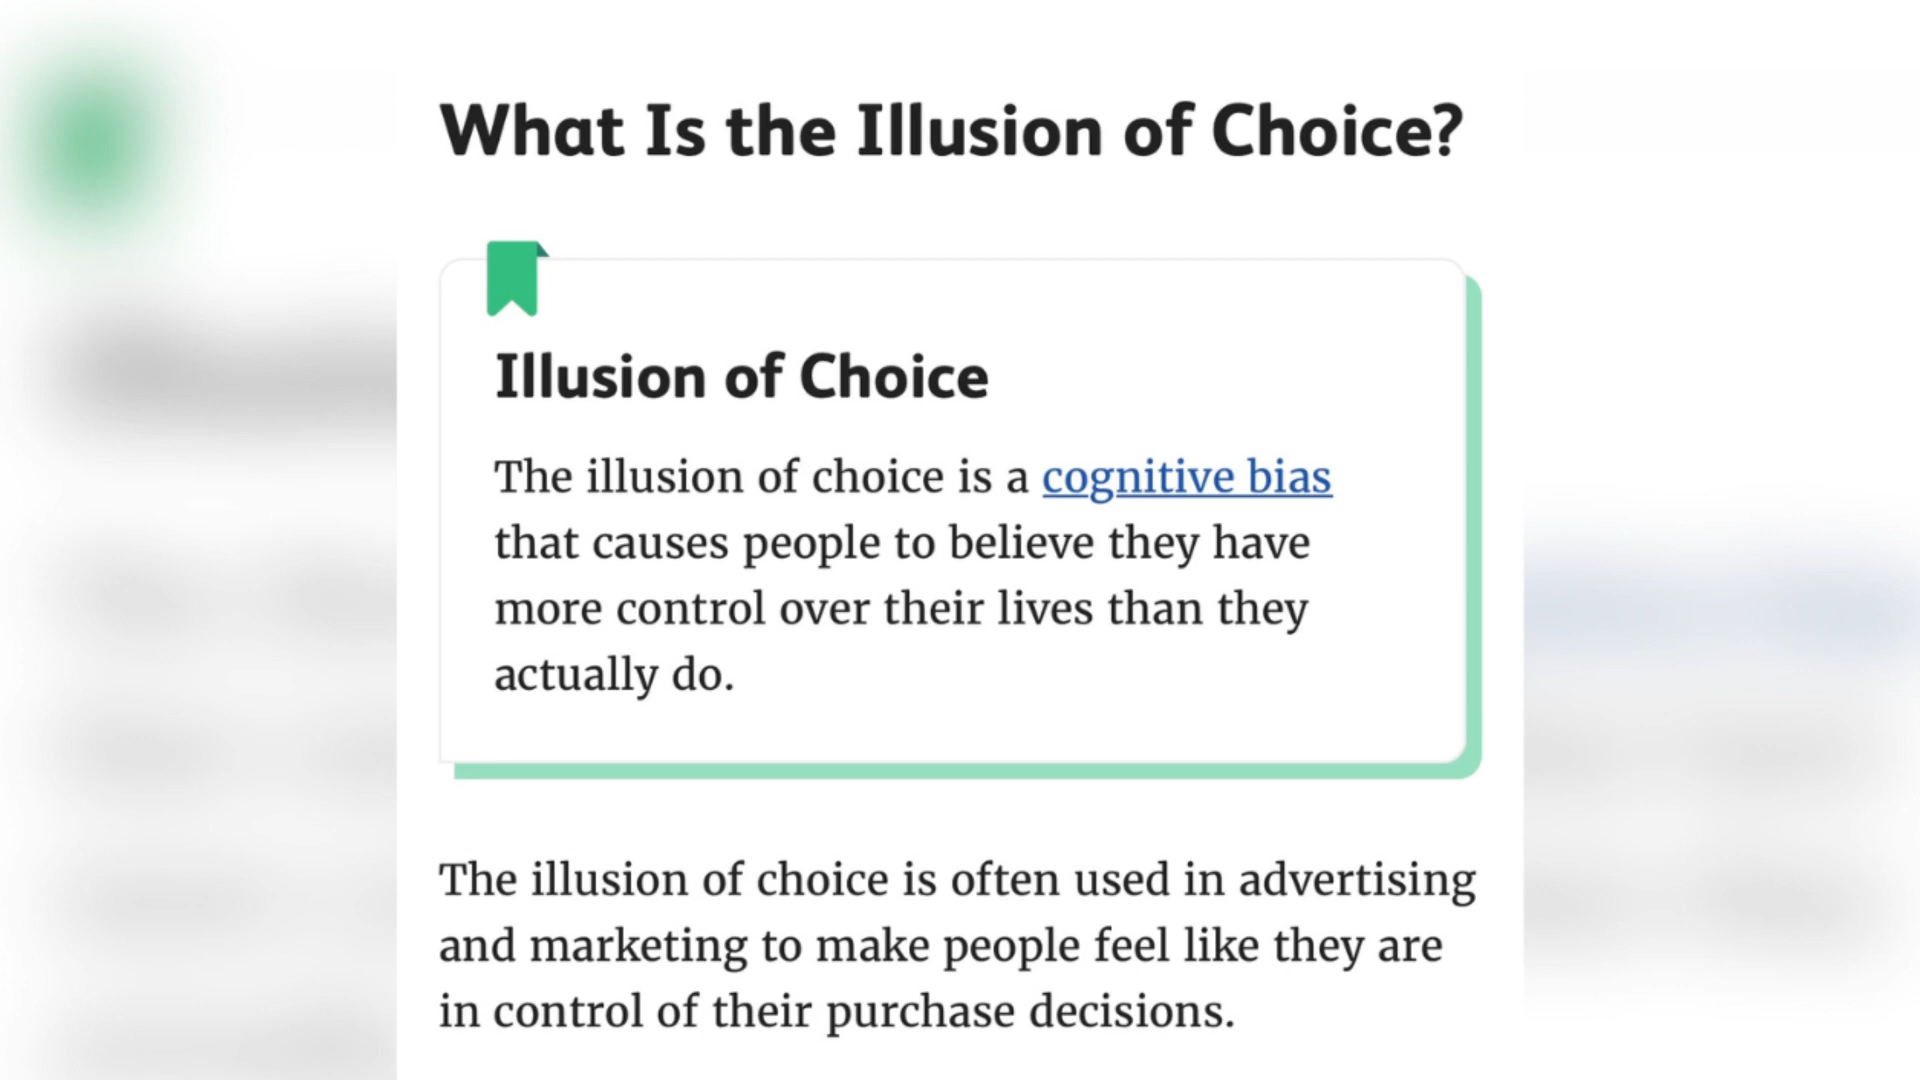 What Is the Illusion of Choice?
Illusion of Choice
The illusion of choice is a cognitive bias
that causes people to believe they have
more control over their lives than they
actually do.
The illusion of choice is often used in advertising
and marketing to make people feel like they are
in control of their purchase decisions.